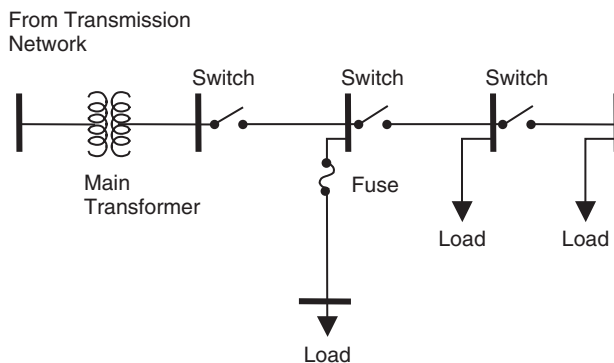 From Transmission
Network
Switch
Switch
Switch
Main
Transformer
Fuse
Load
Load
Load